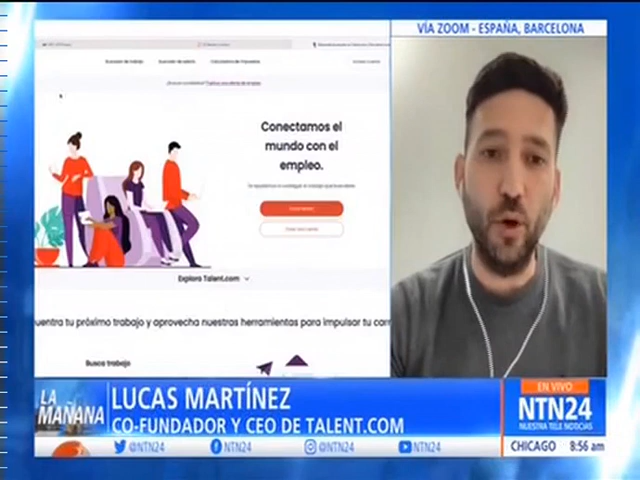 VÍA ZOOM - ESPAÑA, BARCELONA
Conectamos el
mundo con el
empleo.
Explora Talent.com
uentra tu próximo trabajo y aprovecha nuestras herramientas para impulsar tu carr
Busco trabajo
LA
MAÑANA
LUCAS MARTÍNEZ
CO-FUNDADOR Y CEO DE TALENT.COM
EN VIVO
NTN24
NUESTRA TELE NOTICIAS
@NTN24
@NTN24
@NTN24
@NTN24
CHICAGO 8:56 am